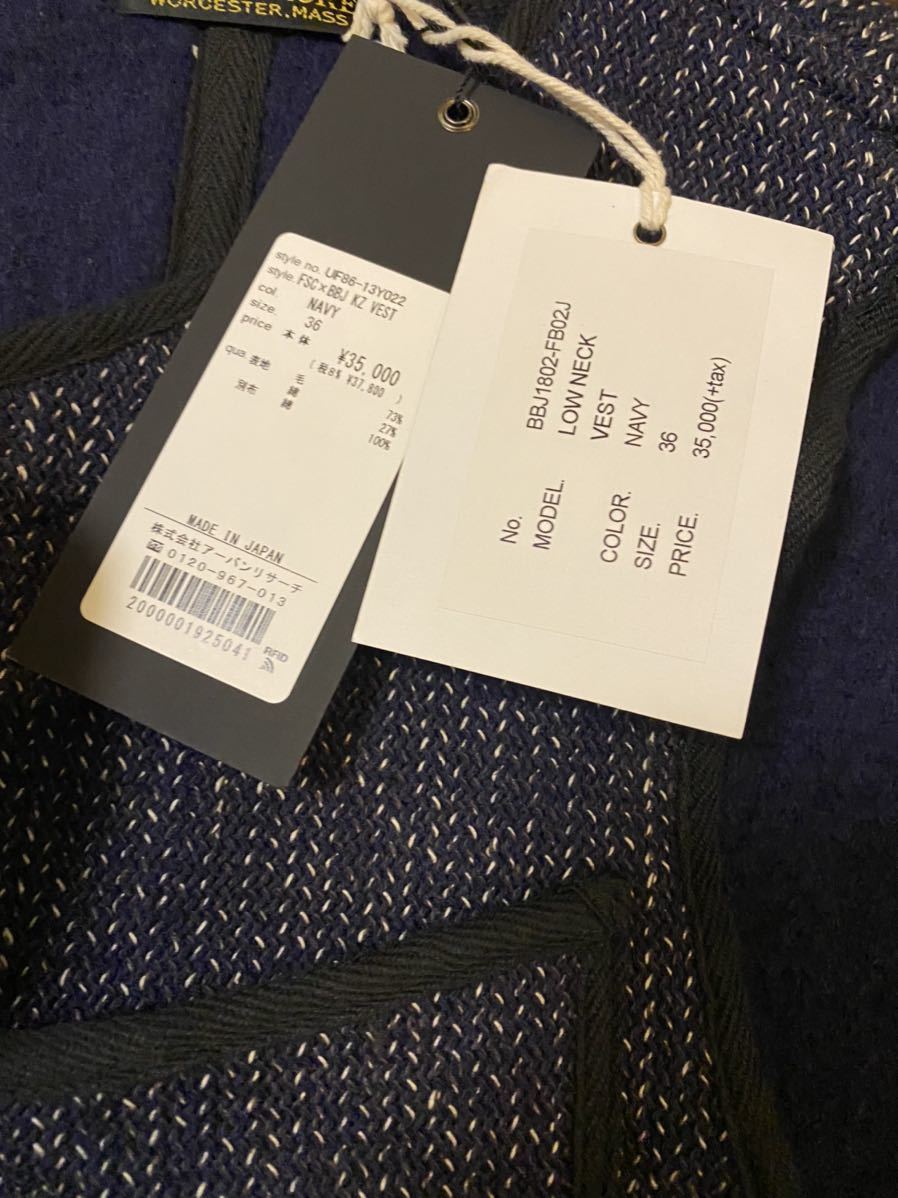 WORCESTER.MASS
style no. UF86-13Y022
style. FSC×BBJ KZ VEST
col. NAVY
size. 36
price 本体 ¥35,000
(税8% ¥37,800 )
qua. 表地 毛 73%
綿 27%
別布 綿 100%
MADE IN JAPAN
株式会社アーバンリサーチ
0120-967-013
2000001925041
RFID
No. BBJ1802-FB02J
MODEL. LOW NECK
VEST
COLOR. NAVY
SIZE. 36
PRICE. 35,000(+tax)